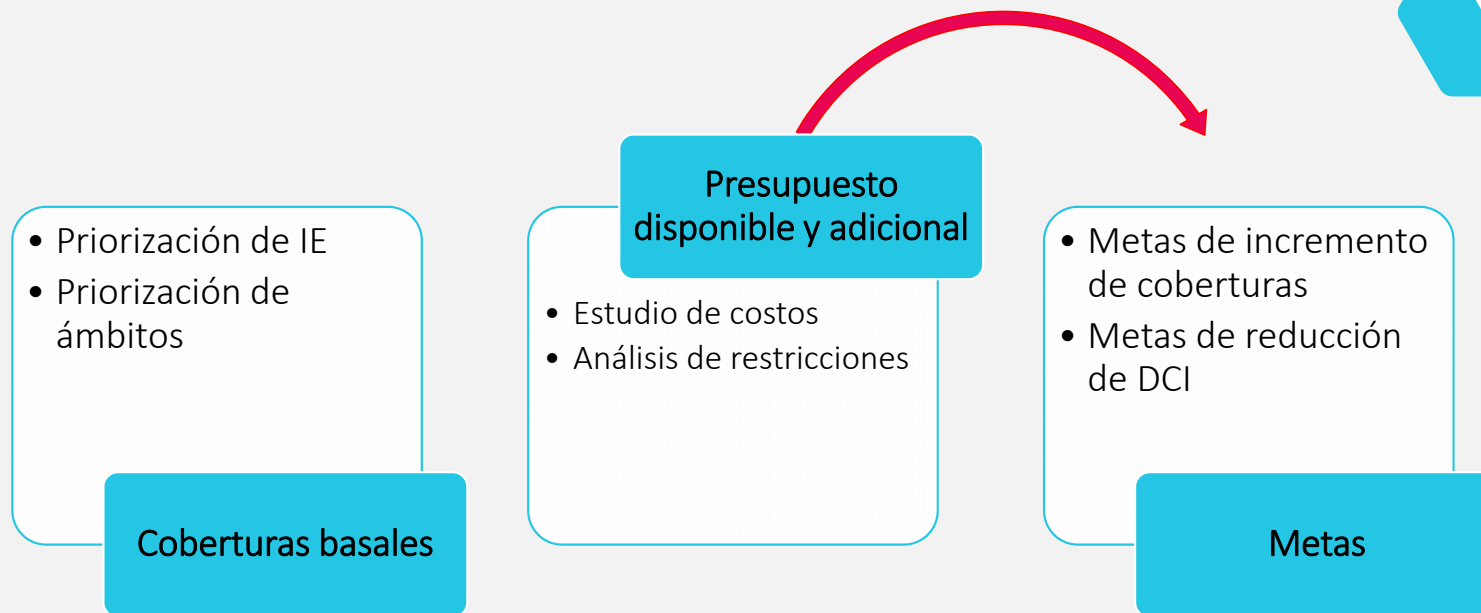 • Priorización de IE
• Priorización de
ámbitos
Coberturas basales
Presupuesto
disponible y adicional
• Estudio de costos
• Análisis de restricciones
• Metas de incremento
de coberturas
• Metas de reducción
de DCI
Metas